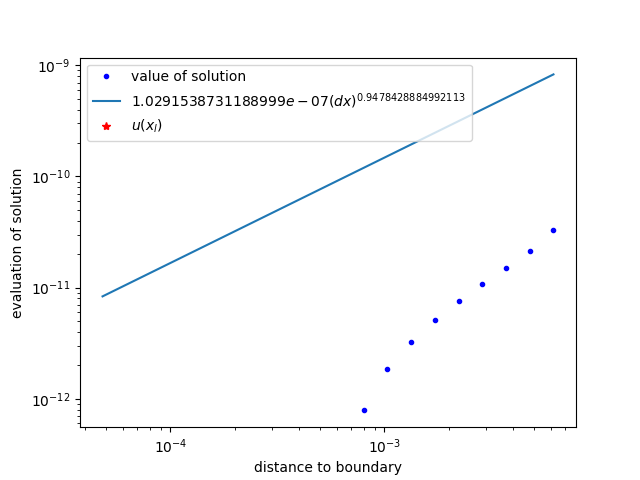 10^{-9}
value of solution
1.0291538731188999e − 07(dx)^{0.9478428884992113}
u(x_l)
10^{-10}
evaluation of solution
10^{-11}
10^{-12}
10^{-4}
10^{-3}
distance to boundary